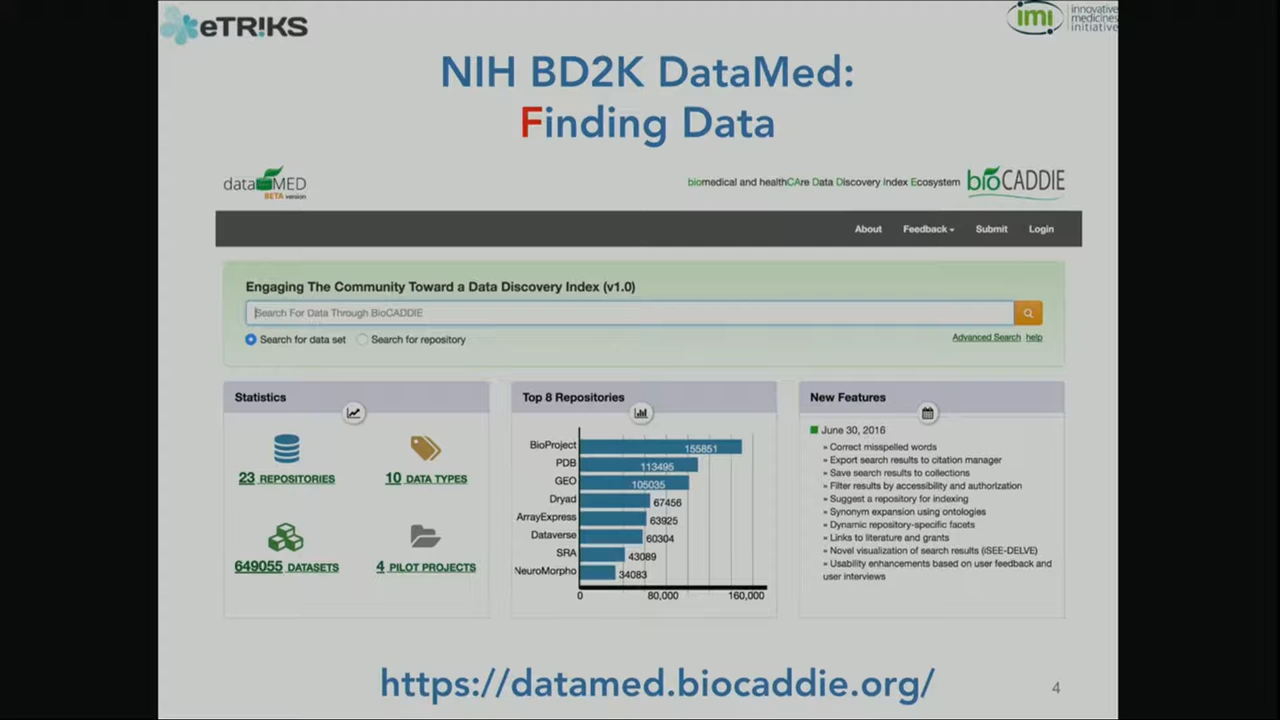 eTR!KS
imi innovative
medicines
initiative
NIH BD2K DataMed:
Finding Data
dataMED
BETA version
biomedical and healthCAre Data Discovery Index Ecosystem
bioCADDIE
About Feedback Submit Login
Engaging The Community Toward a Data Discovery Index (v1.0)
Search For Data Through BioCADDIE
Search for data set Search for repository
Advanced Search help
Statistics
23 REPOSITORIES
10 DATA TYPES
649055 DATASETS
4 PILOT PROJECTS
Top 8 Repositories
BioProject 155851
PDB 113495
GEO 105035
Dryad 67456
ArrayExpress 63925
Dataverse 60304
SRA 43089
NeuroMorpho 34083
0 80,000 160,000
New Features
June 30, 2016
» Correct misspelled words
» Export search results to citation manager
» Save search results to collections
» Filter results by accessibility and authorization
» Suggest a repository for indexing
» Synonym expansion using ontologies
» Dynamic repository-specific facets
» Links to literature and grants
» Novel visualization of search results (iSEE-DELVE)
» Usability enhancements based on user feedback and
user interviews
https://datamed.biocaddie.org/
4